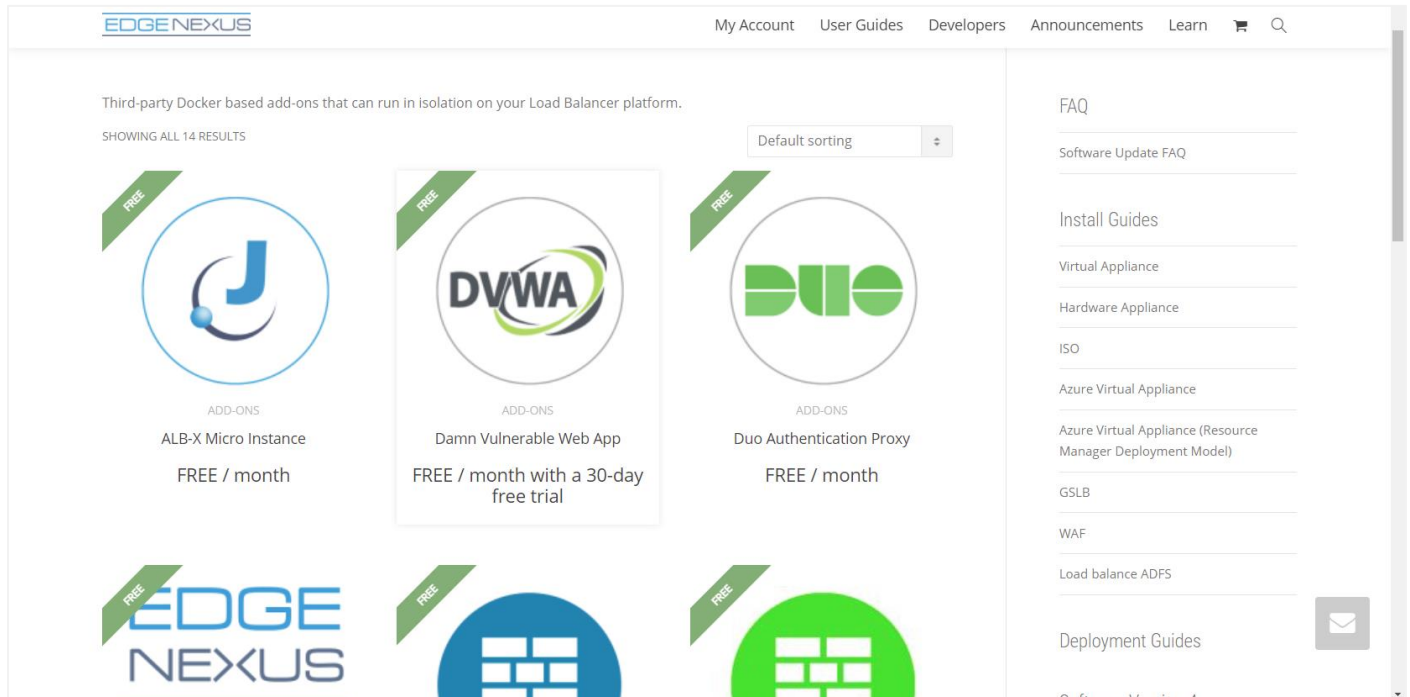 EDGENEXUS
My Account User Guides Developers Announcements Learn
Third-party Docker based add-ons that can run in isolation on your Load Balancer platform.
SHOWING ALL 14 RESULTS
Default sorting
FREE
J
ADD-ONS
ALB-X Micro Instance
FREE / month
FREE
DVWA
ADD-ONS
Damn Vulnerable Web App
FREE / month with a 30-day
free trial
FREE
DUO
ADD-ONS
Duo Authentication Proxy
FREE / month
FREE
EDGE
NEXUS
FREE
FREE
FAQ
Software Update FAQ
Install Guides
Virtual Appliance
Hardware Appliance
ISO
Azure Virtual Appliance
Azure Virtual Appliance (Resource
Manager Deployment Model)
GSLB
WAF
Load balance ADFS
Deployment Guides